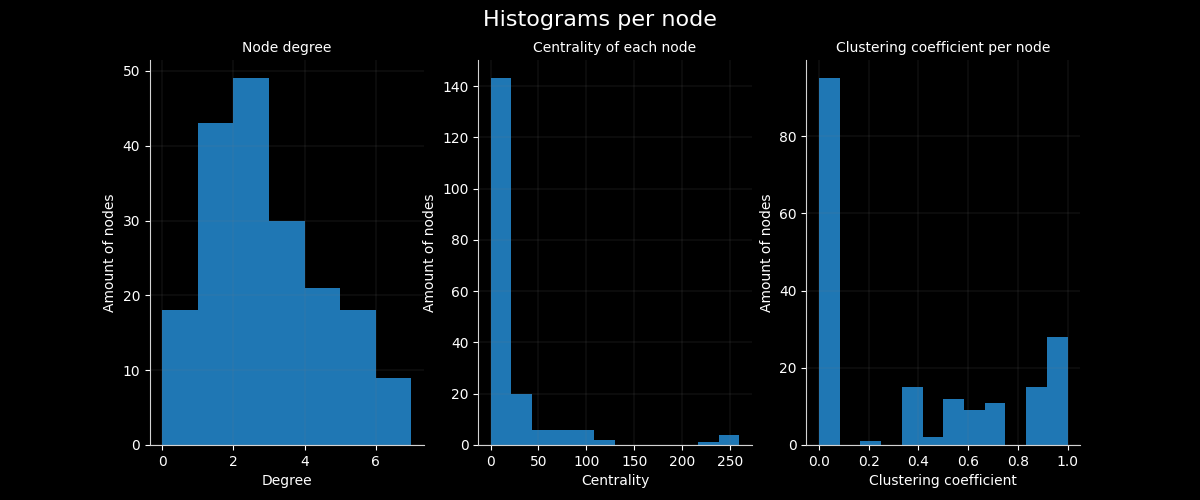 Histograms per node
Node degree
Amount of nodes
50
40
30
20
10
0
0 2 4 6
Degree
Centrality of each node
Amount of nodes
140
120
100
80
60
40
20
0
0 50 100 150 200 250
Centrality
Clustering coefficient per node
Amount of nodes
80
60
40
20
0
0.0 0.2 0.4 0.6 0.8 1.0
Clustering coefficient